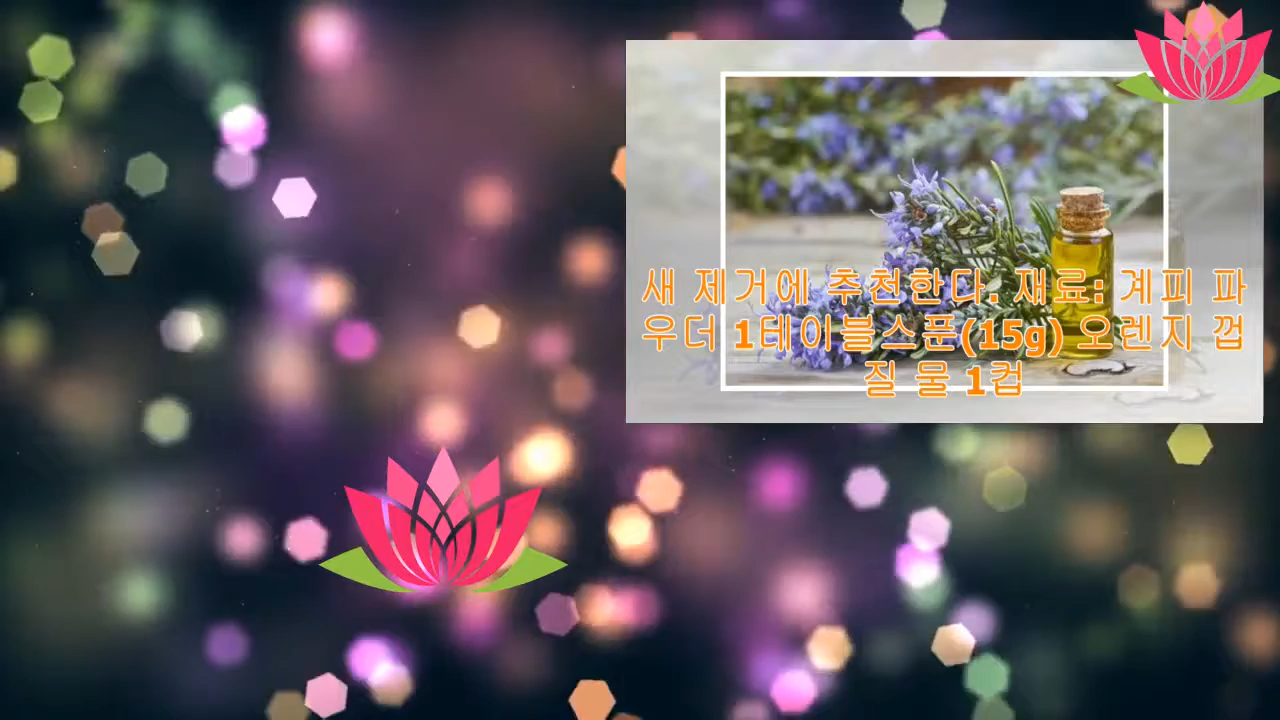 새 제거에 추천한다. 재료: 계피 파
우더 1테이블스푼(15g) 오렌지 껍
질 물 1컵